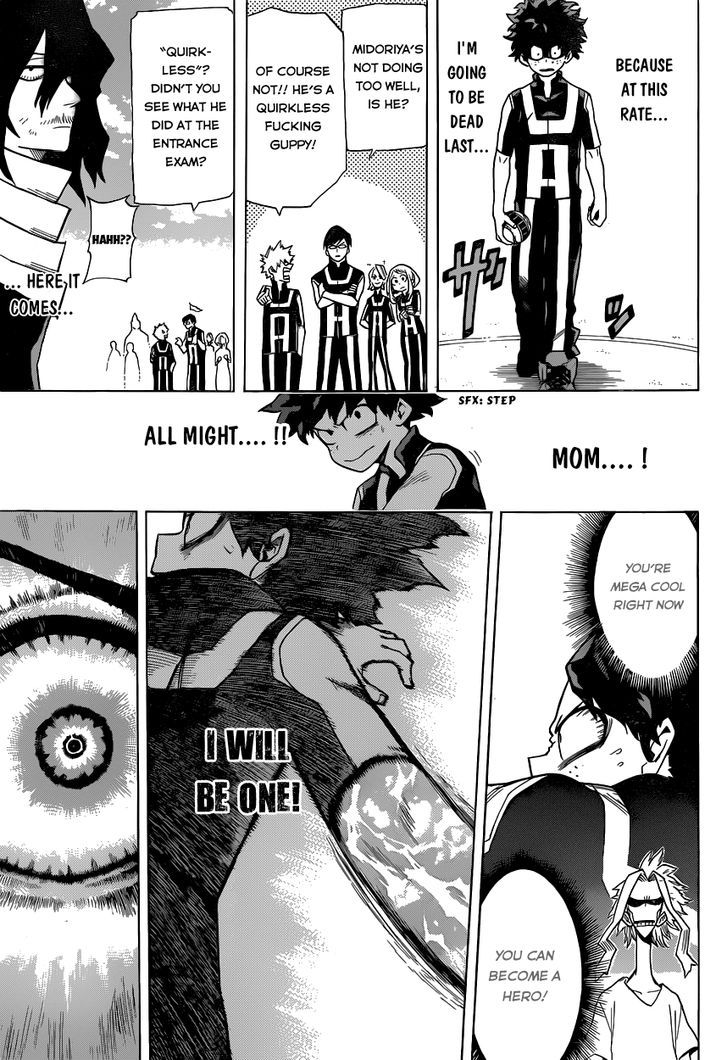 BECAUSE
AT THIS
RATE...
I'M
GOING
TO BE
DEAD
LAST...
ザッ
SFX: STEP
MIDORIYA'S
NOT DOING
TOO WELL,
IS HE?
OF COURSE
NOT!! HE'S A
QUIRKLESS
FUCKING
GUPPY!
"QUIRK-
LESS"?
DIDN'T YOU
SEE WHAT HE
DID AT THE
ENTRANCE
EXAM?
HAHH??
... HERE IT
COMES...
MOM.... !
ALL MIGHT.... !!
YOU'RE
MEGA COOL
RIGHT NOW
YOU CAN
BECOME A
HERO!
I WILL
BE ONE!